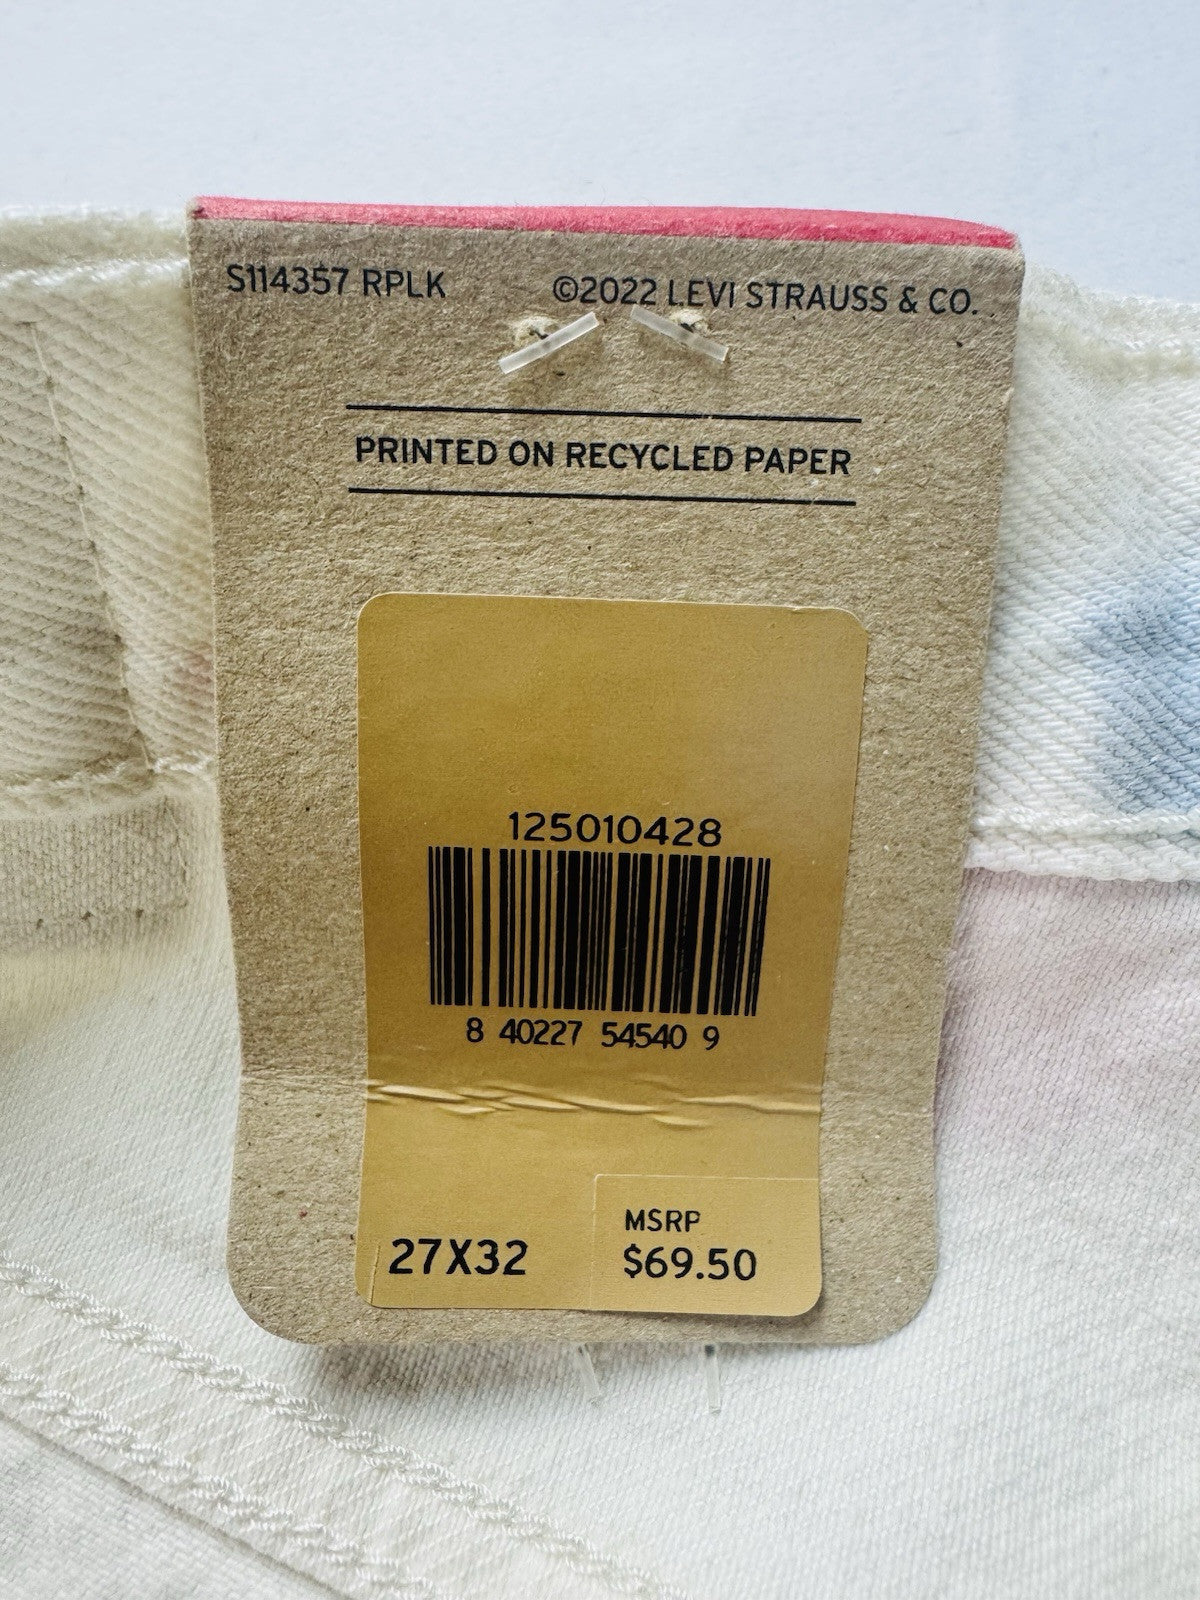 S114357 RPLK ©2022 LEVI STRAUSS & CO.
PRINTED ON RECYCLED PAPER
125010428
8 40227 54540 9
MSRP
27X32 $69.50